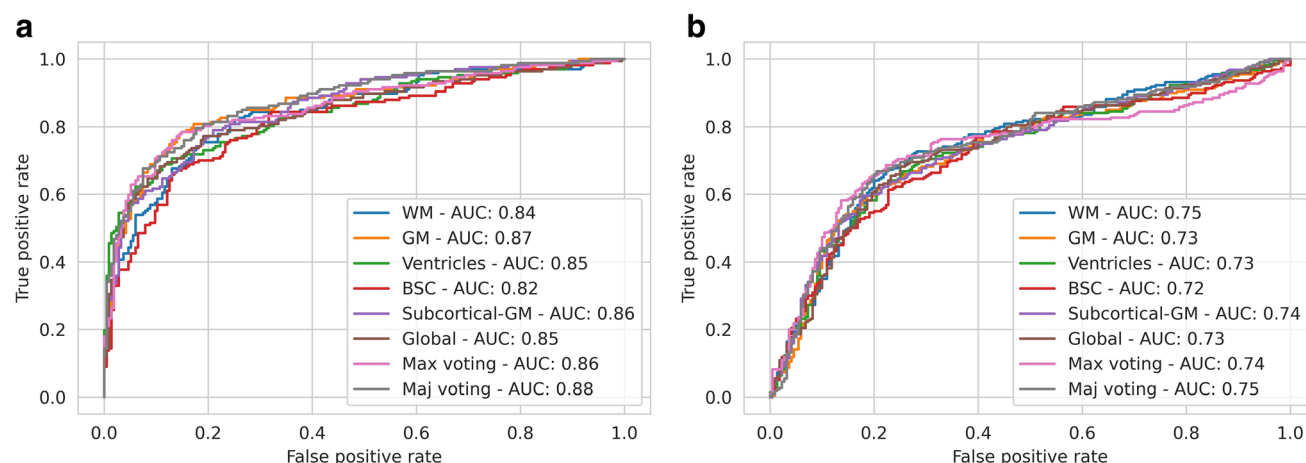 a
True positive rate
1.0
0.8
0.6
0.4
0.2
0.0
WM - AUC: 0.84
GM - AUC: 0.87
Ventricles - AUC: 0.85
BSC - AUC: 0.82
Subcortical-GM - AUC: 0.86
Global - AUC: 0.85
Max voting - AUC: 0.86
Maj voting - AUC: 0.88
0.0 0.2 0.4 0.6 0.8 1.0
False positive rate
b
True positive rate
1.0
0.8
0.6
0.4
0.2
0.0
WM - AUC: 0.75
GM - AUC: 0.73
Ventricles - AUC: 0.73
BSC - AUC: 0.72
Subcortical-GM - AUC: 0.74
Global - AUC: 0.73
Max voting - AUC: 0.74
Maj voting - AUC: 0.75
0.0 0.2 0.4 0.6 0.8 1.0
False positive rate